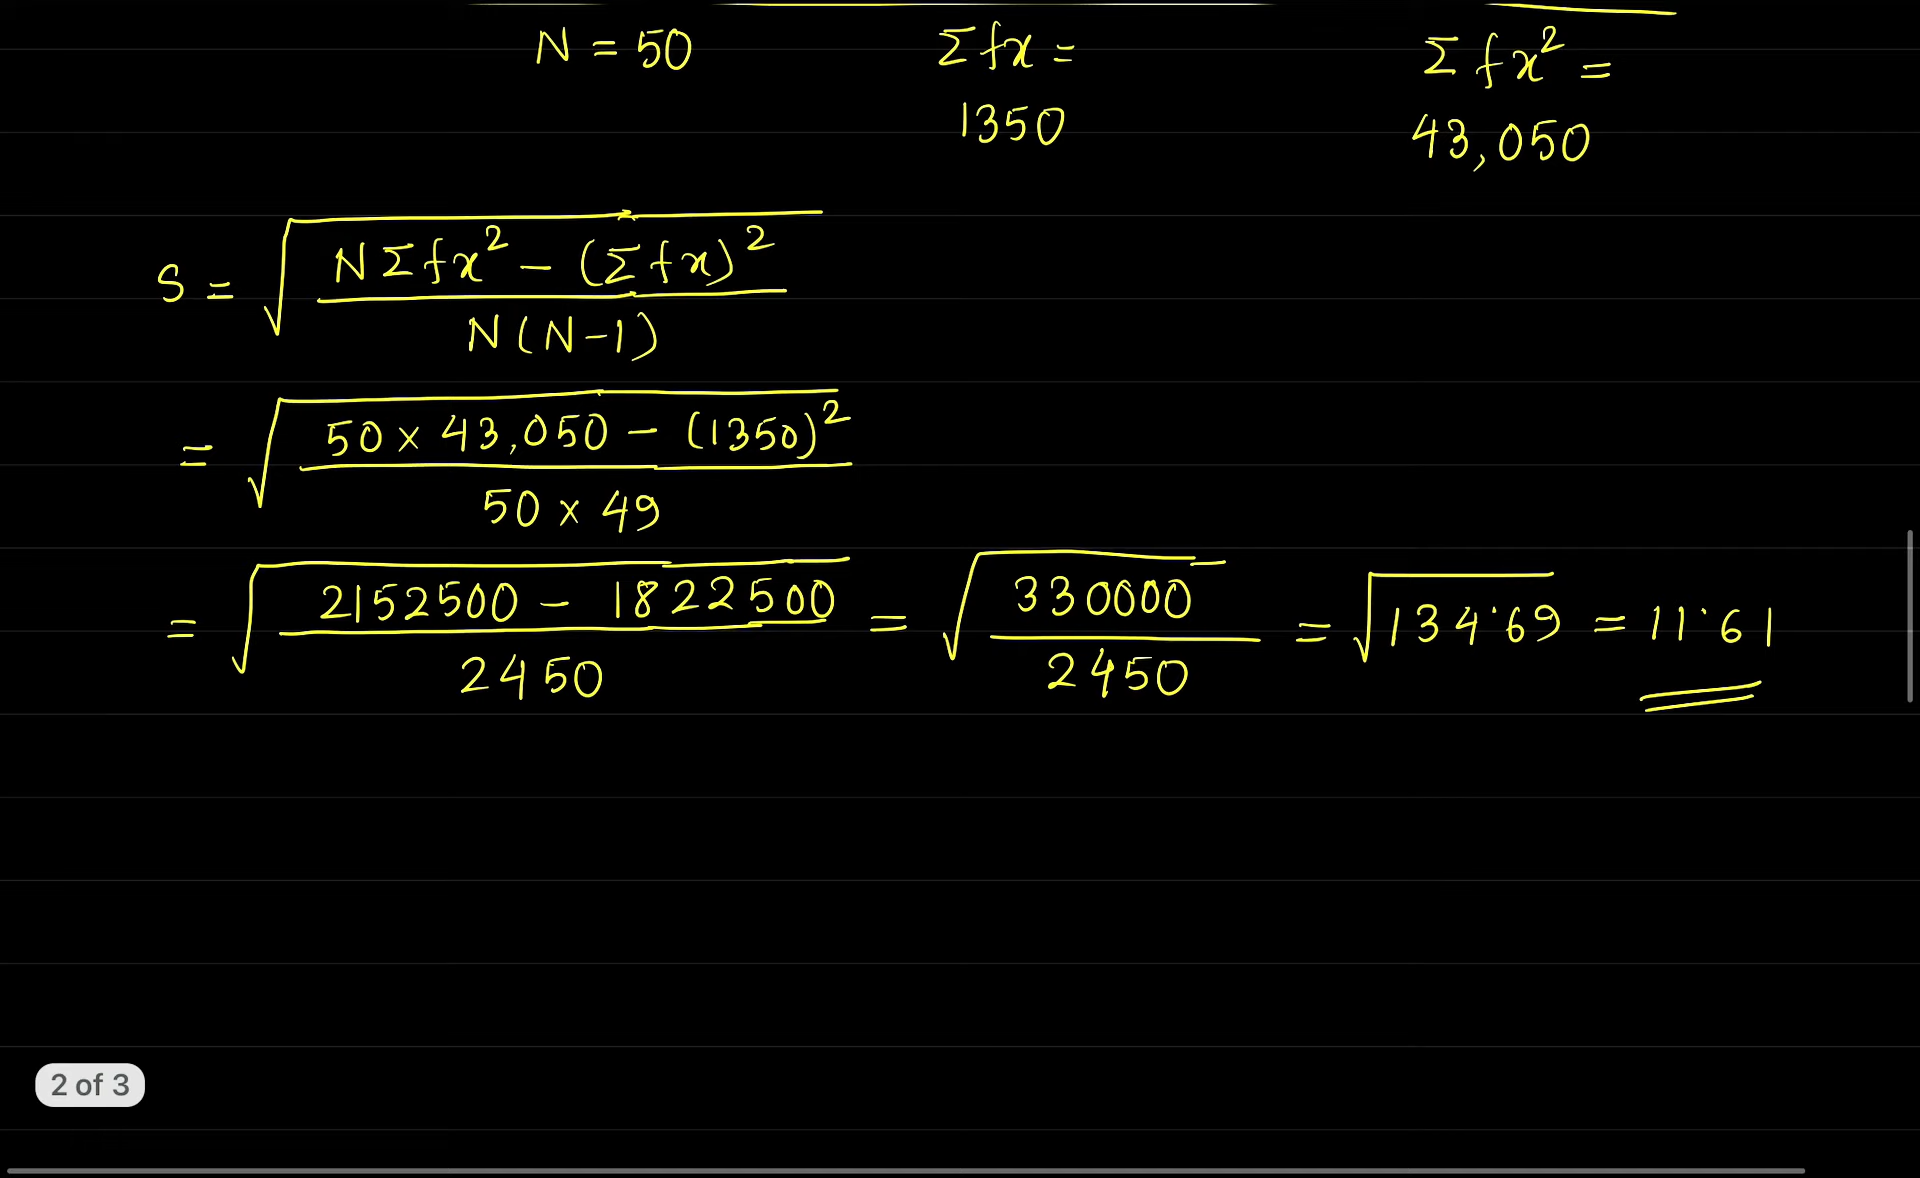 N = 50 Σfx = Σfx² =
1350 43,050
S = √((NΣfx² - (Σfx)²) / (N(N-1)))
= √((50 × 43,050 - (1350)²) / (50 × 49))
= √((2152500 - 1822500) / 2450) = √(330000 / 2450) = √134·69 = 11·61
2 of 3